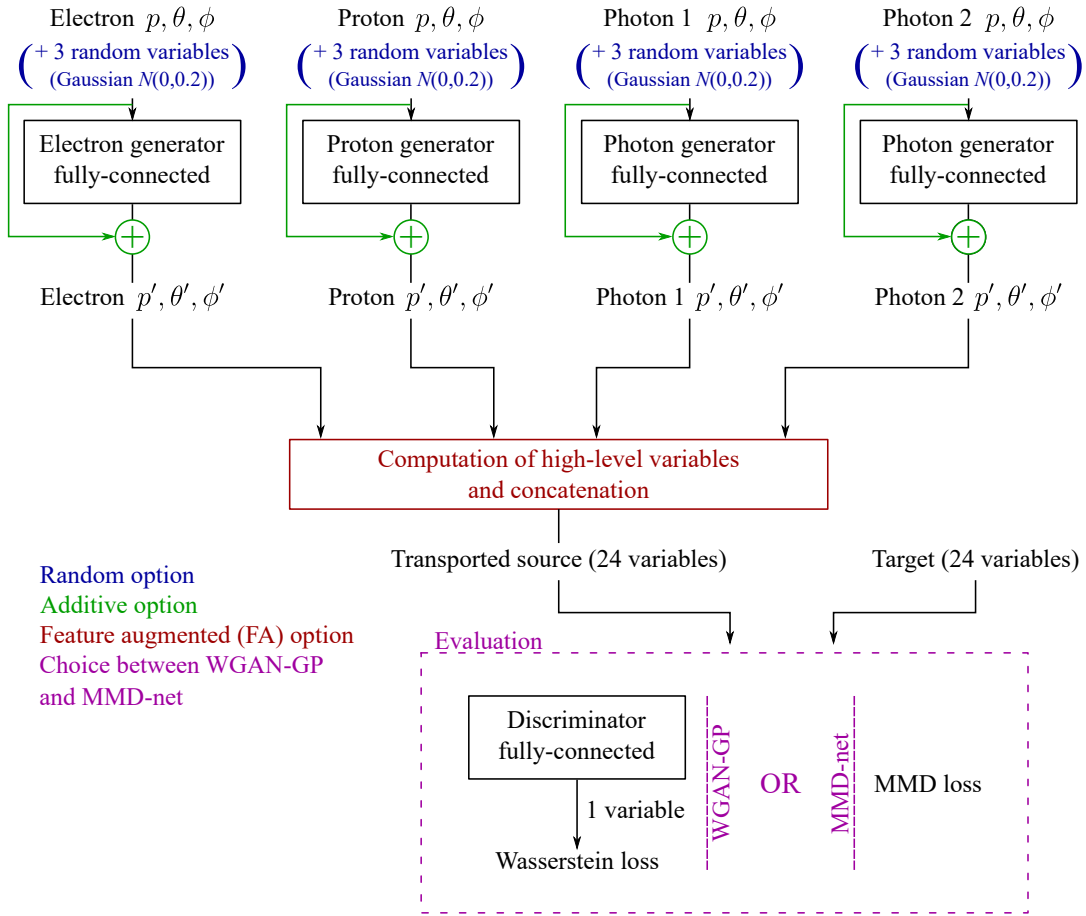 Electron p, θ, ϕ
Proton p, θ, ϕ
Photon 1 p, θ, ϕ
Photon 2 p, θ, ϕ
( + 3 random variables
(Gaussian N(0,0.2)) )
( + 3 random variables
(Gaussian N(0,0.2)) )
( + 3 random variables
(Gaussian N(0,0.2)) )
( + 3 random variables
(Gaussian N(0,0.2)) )
Electron generator
fully-connected
Proton generator
fully-connected
Photon generator
fully-connected
Photon generator
fully-connected
+
+
+
+
Electron p′, θ′, ϕ′
Proton p′, θ′, ϕ′
Photon 1 p′, θ′, ϕ′
Photon 2 p′, θ′, ϕ′
Computation of high-level variables
and concatenation
Transported source (24 variables)
Target (24 variables)
Random option
Additive option
Feature augmented (FA) option
Choice between WGAN-GP
and MMD-net
Evaluation
Discriminator
fully-connected
1 variable
Wasserstein loss
WGAN-GP
OR
MMD-net
MMD loss